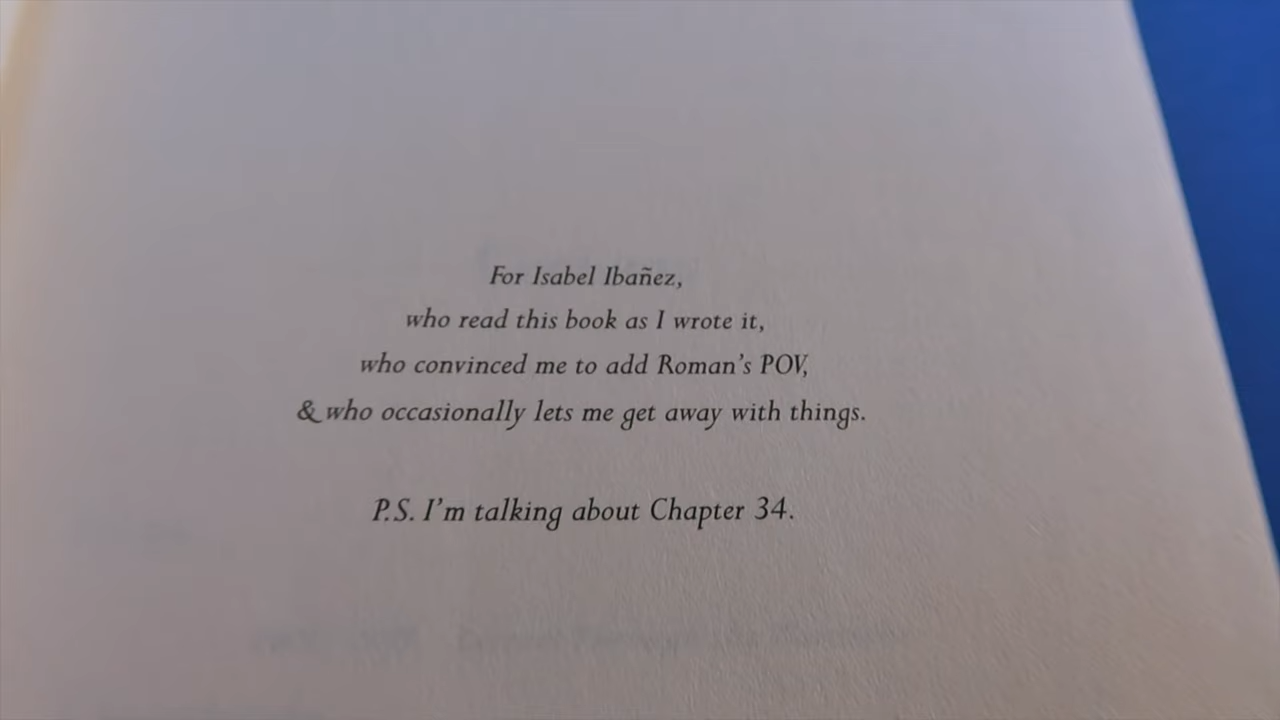 For Isabel Ibañez,
who read this book as I wrote it,
who convinced me to add Roman's POV,
& who occasionally lets me get away with things.
P.S. I'm talking about Chapter 34.